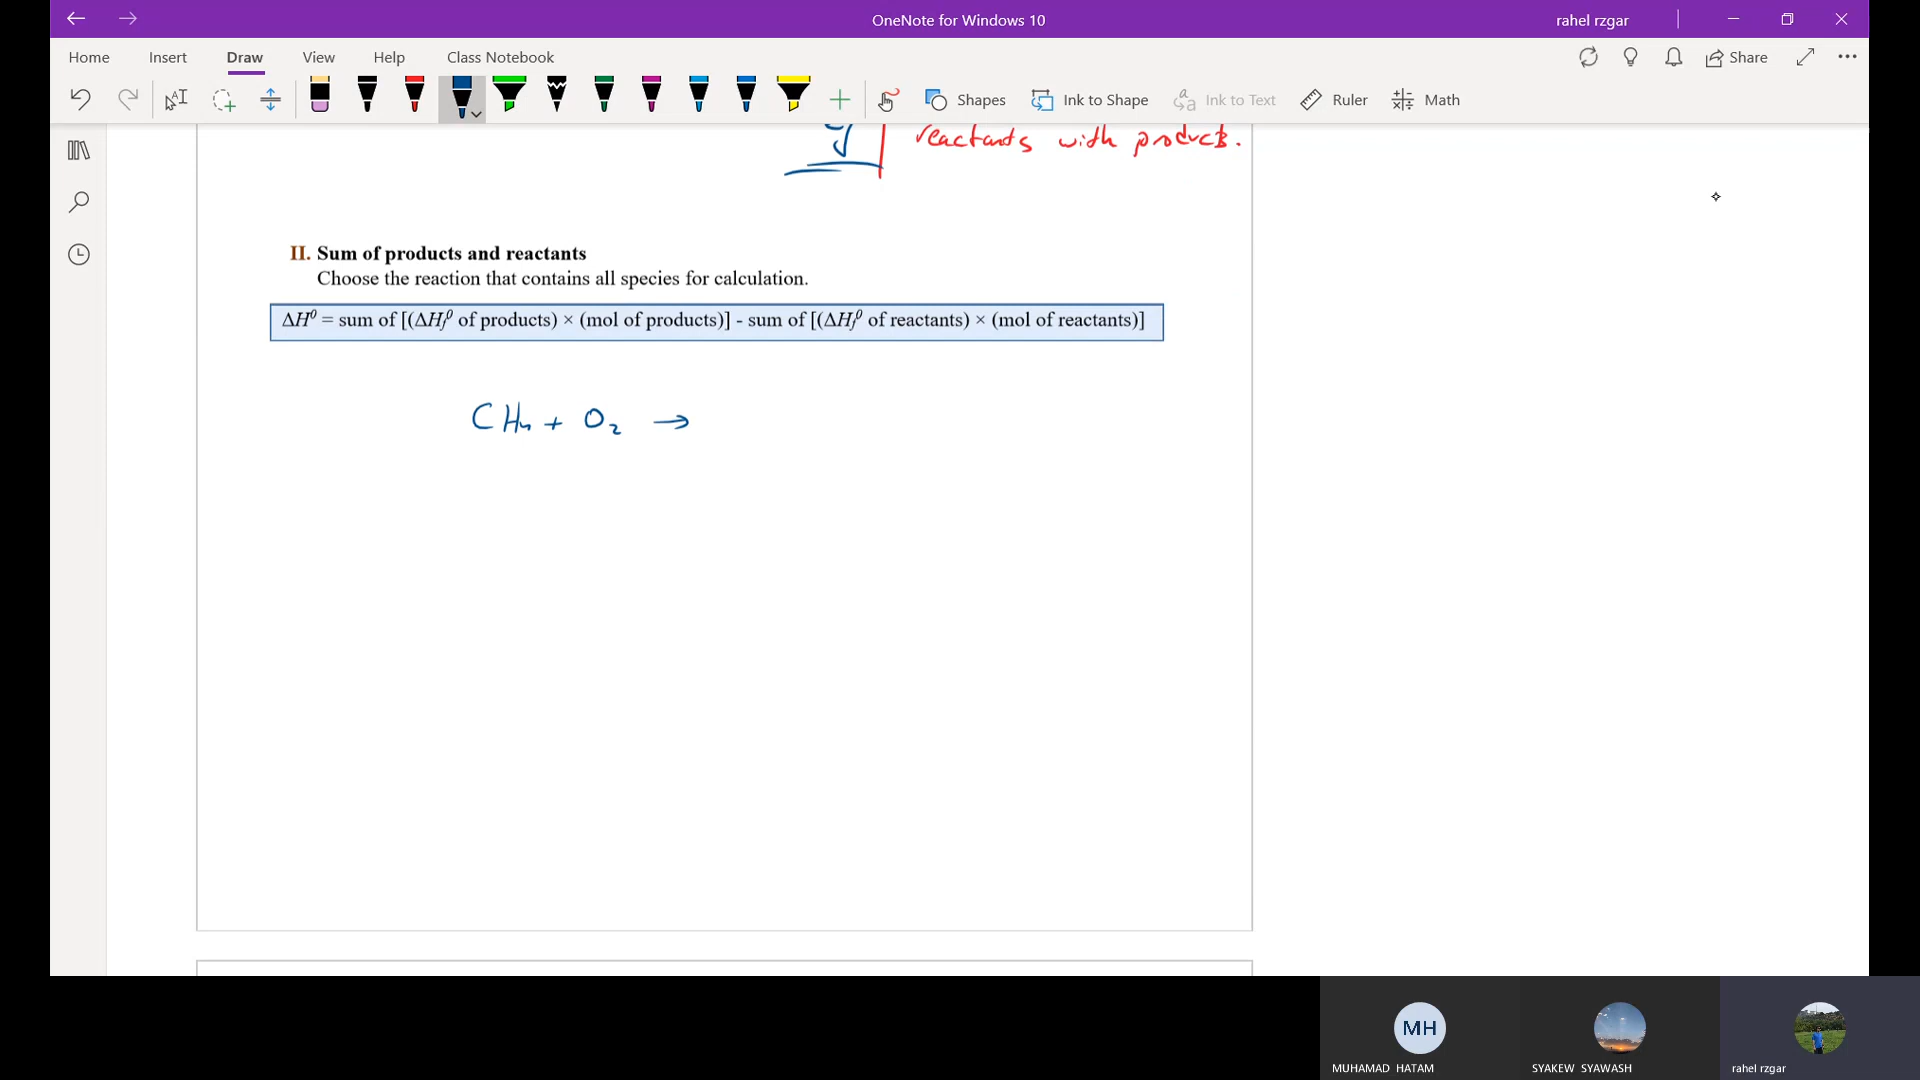 OneNote for Windows 10
rahel rzgar
Home Insert Draw View Help Class Notebook Share
Shapes Ink to Shape Ink to Text Ruler Math
reactants with products.
II. Sum of products and reactants
Choose the reaction that contains all species for calculation.
ΔH⁰ = sum of [(ΔHf⁰ of products) × (mol of products)] - sum of [(ΔHf⁰ of reactants) × (mol of reactants)]
CH₄ + O₂ →
MH
MUHAMAD HATAM SYAKEW SYAWASH rahel rzgar